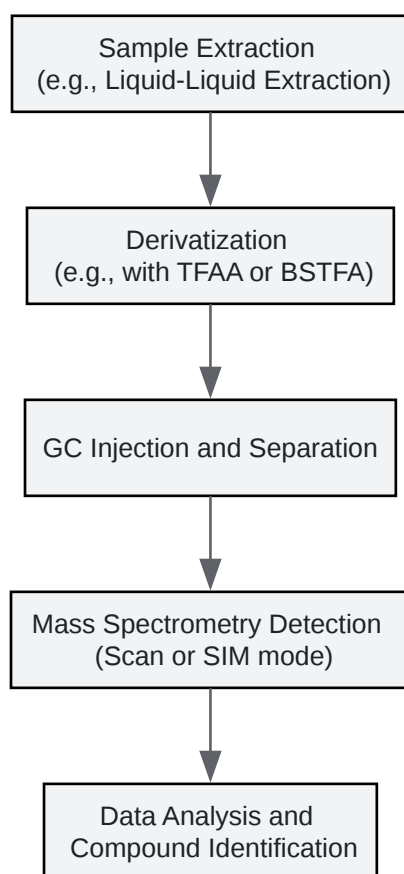 Sample Extraction
(e.g., Liquid-Liquid Extraction)
Derivatization
(e.g., with TFAA or BSTFA)
GC Injection and Separation
Mass Spectrometry Detection
(Scan or SIM mode)
Data Analysis and
Compound Identification